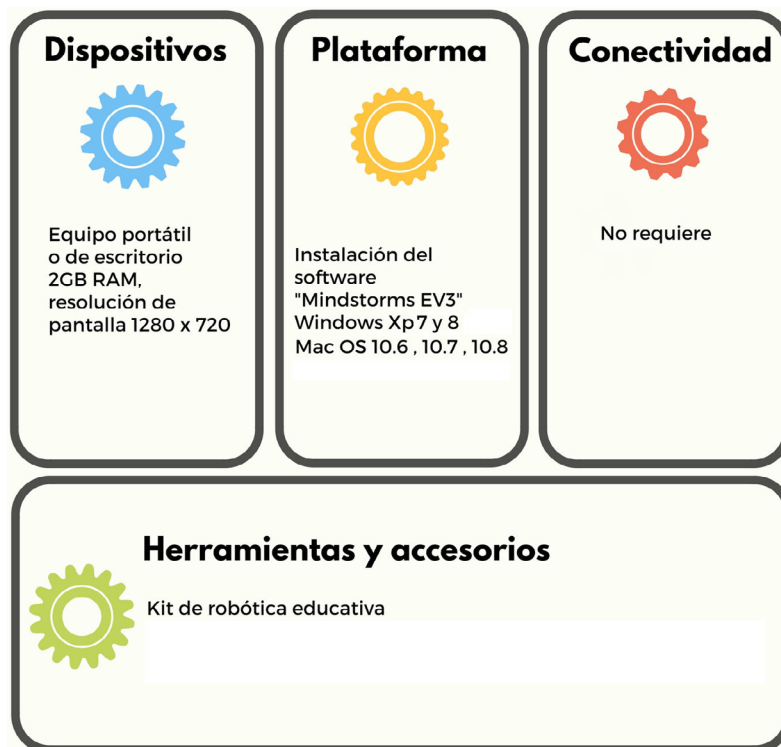 Dispositivos
Equipo portátil
o de escritorio
2GB RAM,
resolución de
pantalla 1280 x 720
Plataforma
Instalación del
software
"Mindstorms EV3"
Windows Xp 7 y 8
Mac OS 10.6 , 10.7 , 10.8
Conectividad
No requiere
Herramientas y accesorios
Kit de robótica educativa